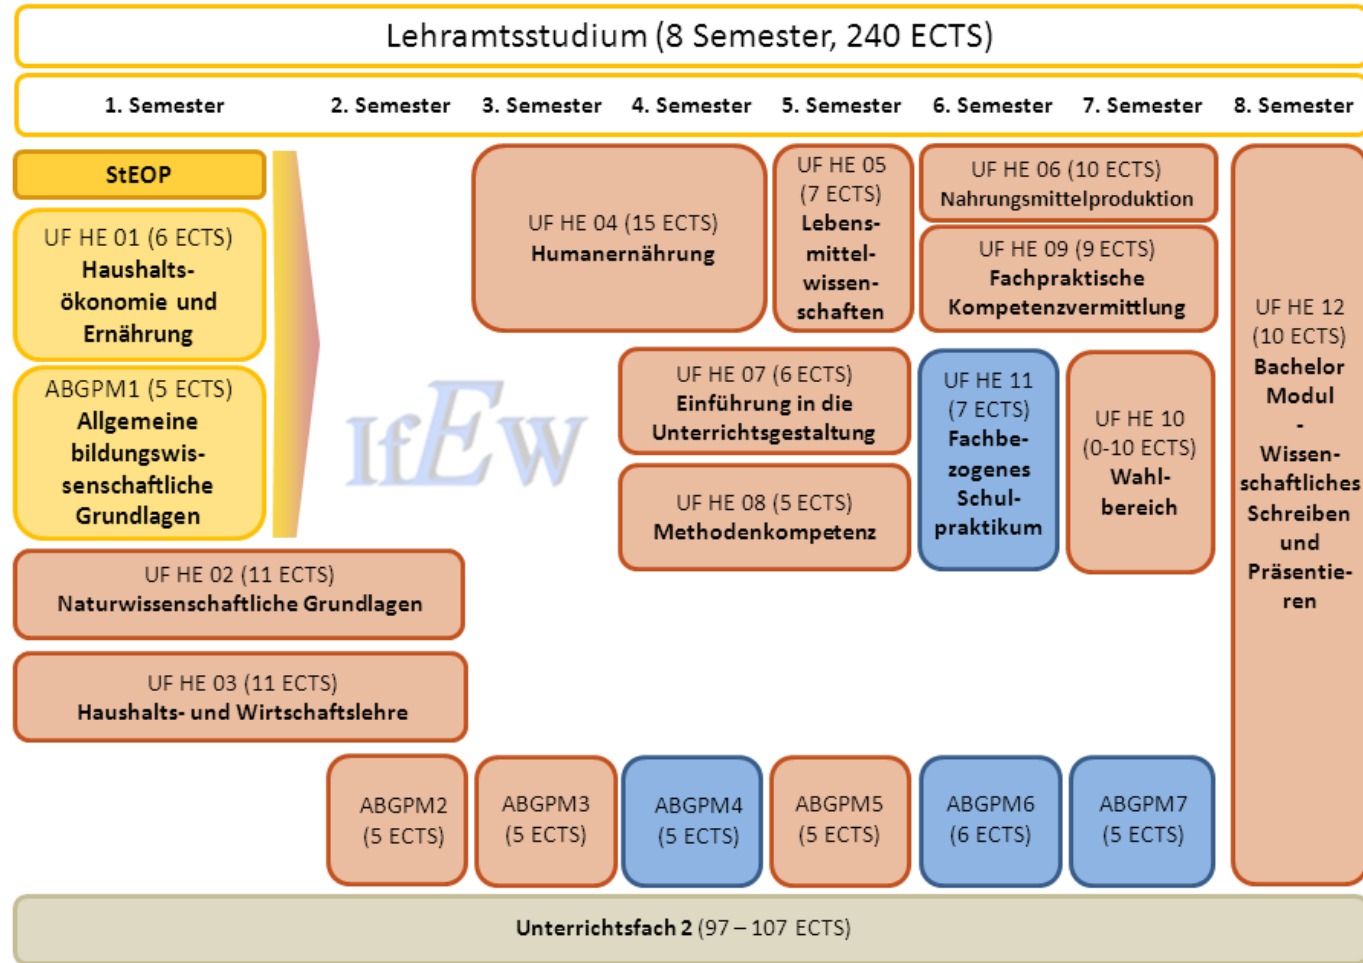 Lehramtsstudium (8 Semester, 240 ECTS)
1. Semester
2. Semester
3. Semester
4. Semester
5. Semester
6. Semester
7. Semester
8. Semester
StEOP
UF HE 01 (6 ECTS)
Haushalts-
ökonomie und
Ernährung
ABGPM1 (5 ECTS)
Allgemeine
bildungswis-
senschaftliche
Grundlagen
UF HE 02 (11 ECTS)
Naturwissenschaftliche Grundlagen
UF HE 03 (11 ECTS)
Haushalts- und Wirtschaftslehre
IfEW
UF HE 04 (15 ECTS)
Humanernährung
UF HE 05
(7 ECTS)
Lebens-
mittel-
wissen-
schaften
UF HE 06 (10 ECTS)
Nahrungsmittelproduktion
UF HE 09 (9 ECTS)
Fachpraktische
Kompetenzvermittlung
UF HE 07 (6 ECTS)
Einführung in die
Unterrichtsgestaltung
UF HE 08 (5 ECTS)
Methodenkompetenz
UF HE 11
(7 ECTS)
Fachbe-
zogenes
Schul-
praktikum
UF HE 10
(0-10 ECTS)
Wahl-
bereich
UF HE 12
(10 ECTS)
Bachelor
Modul
-
Wissen-
schaftliches
Schreiben
und
Präsentie-
ren
ABGPM2
(5 ECTS)
ABGPM3
(5 ECTS)
ABGPM4
(5 ECTS)
ABGPM5
(5 ECTS)
ABGPM6
(6 ECTS)
ABGPM7
(5 ECTS)
Unterrichtsfach 2 (97 – 107 ECTS)